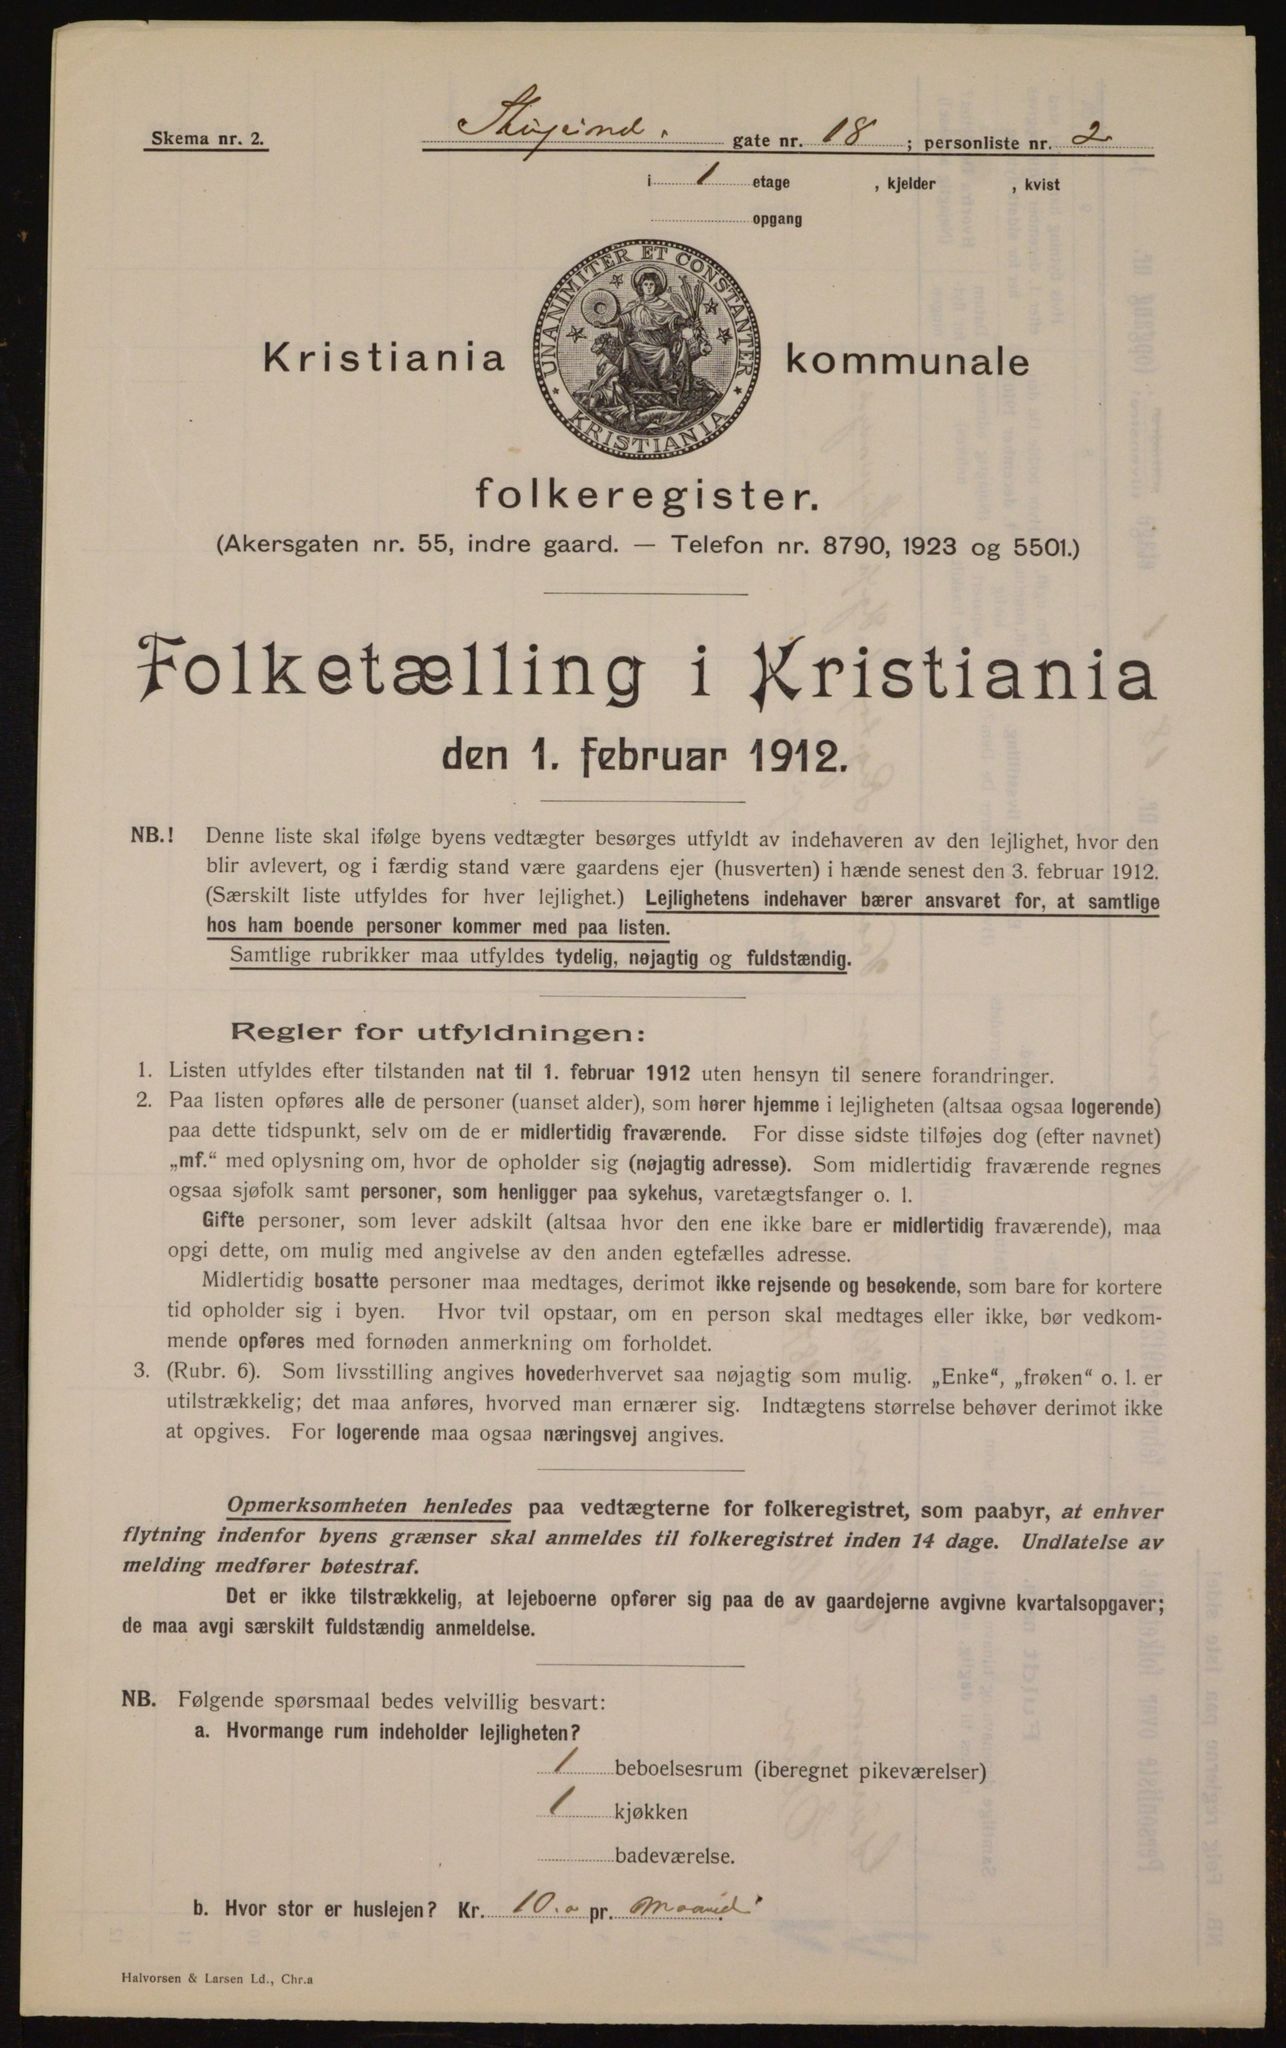 Skema nr. 2.
gate nr. 18 ; personliste nr. 2
i 1 etage , kjelder , kvist
opgang
UNANIMITER ET CONSTANTER
KRISTIANIA
Kristiania kommunale
folkeregister.
(Akersgaten nr. 55, indre gaard. — Telefon nr. 8790, 1923 og 5501.)
Folketælling i Kristiania
den 1. februar 1912.
NB.! Denne liste skal ifølge byens vedtægter besørges utfyldt av indehaveren av den lejlighet, hvor den
blir avlevert, og i færdig stand være gaardens ejer (husverten) i hænde senest den 3. februar 1912.
(Særskilt liste utfyldes for hver lejlighet.) Lejlighetens indehaver bærer ansvaret for, at samtlige
hos ham boende personer kommer med paa listen.
Samtlige rubrikker maa utfyldes tydelig, nøjagtig og fuldstændig.
Regler for utfyldningen:
1. Listen utfyldes efter tilstanden nat til 1. februar 1912 uten hensyn til senere forandringer.
2. Paa listen opføres alle de personer (uanset alder), som hører hjemme i lejligheten (altsaa ogsaa logerende)
paa dette tidspunkt, selv om de er midlertidig fraværende. For disse sidste tilføjes dog (efter navnet)
„mf.“ med oplysning om, hvor de opholder sig (nøjagtig adresse). Som midlertidig fraværende regnes
ogsaa sjøfolk samt personer, som henligger paa sykehus, varetægtsfanger o. l.
Gifte personer, som lever adskilt (altsaa hvor den ene ikke bare er midlertidig fraværende), maa
opgi dette, om mulig med angivelse av den anden egtefælles adresse.
Midlertidig bosatte personer maa medtages, derimot ikke rejsende og besøkende, som bare for kortere
tid opholder sig i byen. Hvor tvil opstaar, om en person skal medtages eller ikke, bør vedkom-
mende opføres med fornøden anmerkning om forholdet.
3. (Rubr. 6). Som livsstilling angives hovederhvervet saa nøjagtig som mulig. „Enke“, „frøken“ o. l. er
utilstrækkelig; det maa anføres, hvorved man ernærer sig. Indtægtens størrelse behøver derimot ikke
at opgives. For logerende maa ogsaa næringsvej angives.
Opmerksomheten henledes paa vedtægterne for folkeregistret, som paabyr, at enhver
flytning indenfor byens grænser skal anmeldes til folkeregistret inden 14 dage. Undlatelse av
melding medfører bøtestraf.
Det er ikke tilstrækkelig, at lejeboerne opfører sig paa de av gaardejerne avgivne kvartalsopgaver;
de maa avgi særskilt fuldstændig anmeldelse.
NB. Følgende spørsmaal bedes velvillig besvart:
a. Hvormange rum indeholder lejligheten?
1 beboelsesrum (iberegnet pikeværelser)
1 kjøkken
badeværelse.
b. Hvor stor er huslejen? Kr. 10.o pr. Maaned
Halvorsen & Larsen Ld., Chr.a